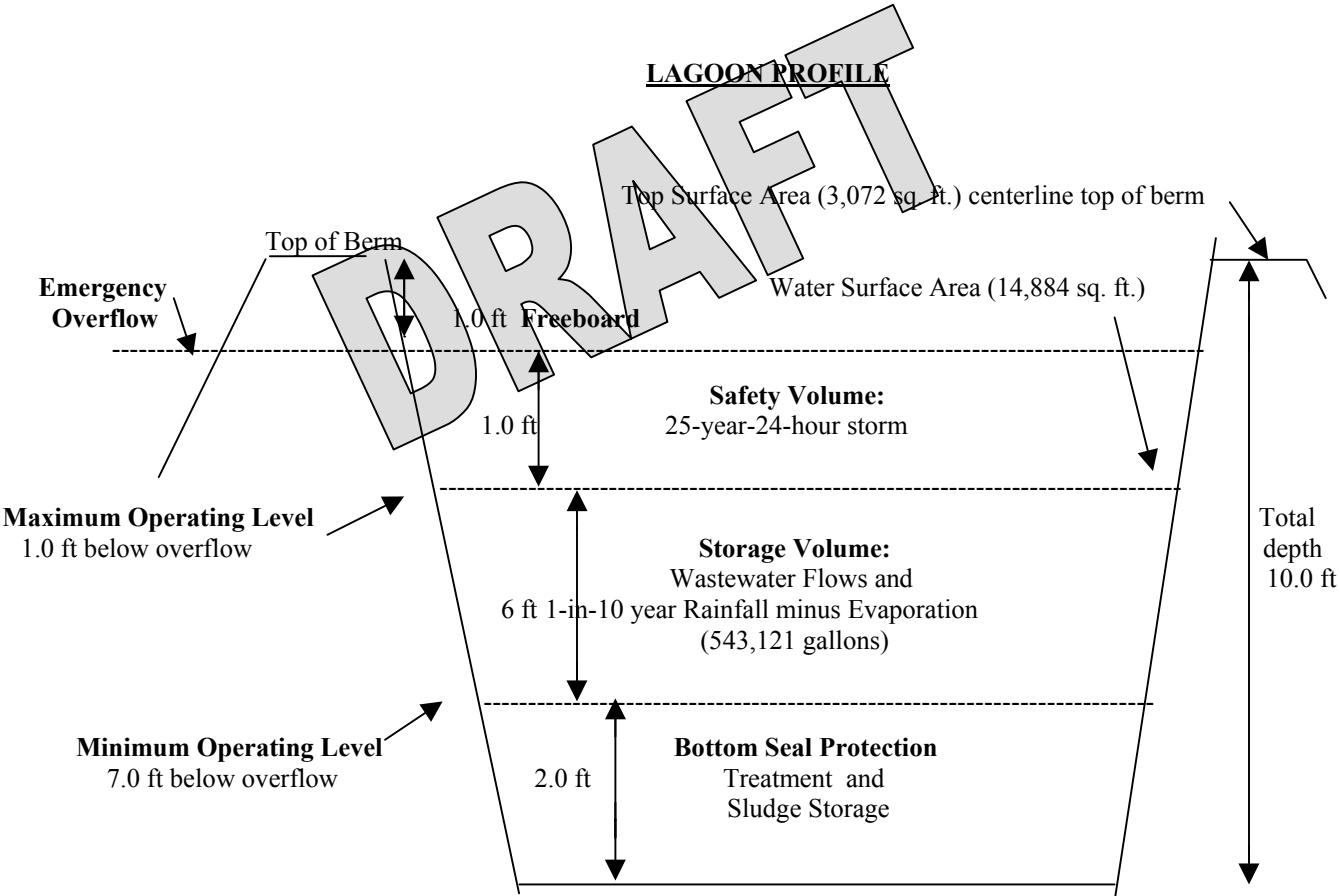 LAGOON PROFILE
DRAFT
Top Surface Area (3,072 sq. ft.) centerline top of berm
Top of Berm
Water Surface Area (14,884 sq. ft.)
Emergency
Overflow
1.0 ft Freeboard
Safety Volume:
1.0 ft
25-year-24-hour storm
Maximum Operating Level
1.0 ft below overflow
Total
depth
10.0 ft
Storage Volume:
Wastewater Flows and
6 ft 1-in-10 year Rainfall minus Evaporation
(543,121 gallons)
Minimum Operating Level
7.0 ft below overflow
2.0 ft
Bottom Seal Protection
Treatment and
Sludge Storage